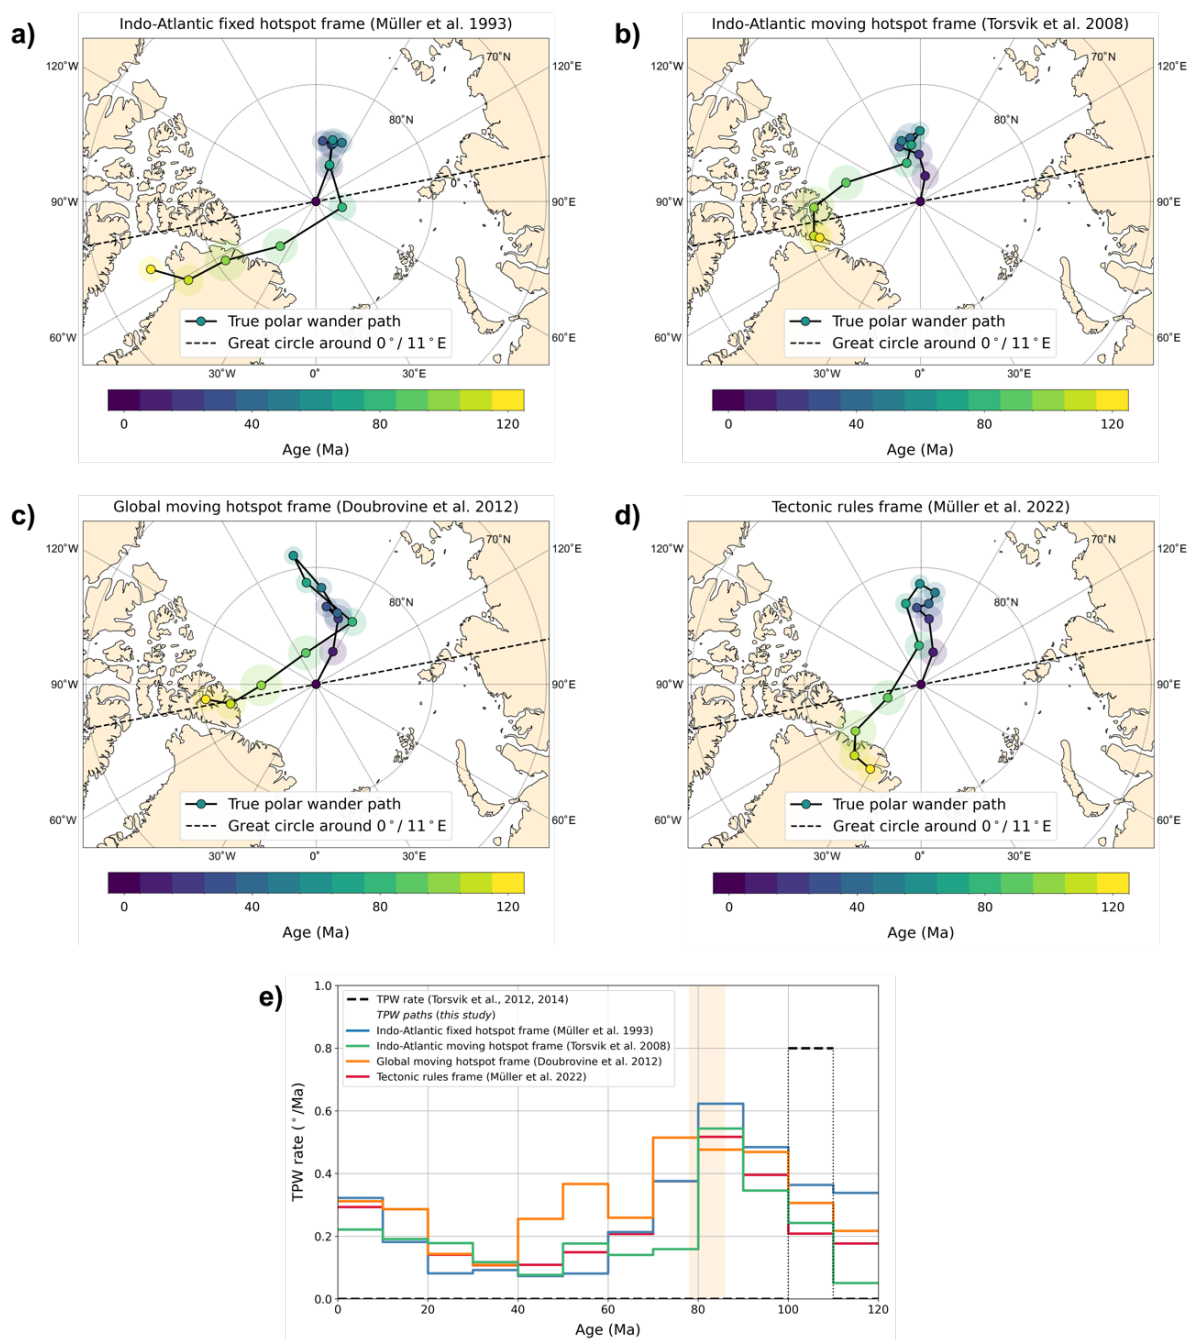 a)
Indo-Atlantic fixed hotspot frame (Müller et al. 1993)
120°W
70°N
120°E
80°N
0
90°W
90°E
60°W
60°E
True polar wander path
Great circle around 0°/ 11°E
30°W
0°
30°E
0
40
80
120
Age (Ma)
b)
Indo-Atlantic moving hotspot frame (Torsvik et al. 2008)
120°W
70°N
120°E
80°N
90°W
90°E
60°W
60°E
True polar wander path
Great circle around 0°/ 11°E
30°W
0°
30°E
0
40
80
120
Age (Ma)
c)
Global moving hotspot frame (Doubrovine et al. 2012)
120°W
70°N
120°E
80°N
90°W
90°E
60°W
60°E
True polar wander path
Great circle around 0°/ 11°E
30°W
0°
30°E
0
40
80
120
Age (Ma)
d)
Tectonic rules frame (Müller et al. 2022)
120°W
70°N
120°E
80°N
90°W
90°E
60°W
60°E
True polar wander path
Great circle around 0°/ 11°E
30°W
0°
30°E
0
40
80
120
Age (Ma)
e)
TPW rate (Torsvik et al., 2012, 2014)
TPW paths (this study)
Indo-Atlantic fixed hotspot frame (Müller et al. 1993)
Indo-Atlantic moving hotspot frame (Torsvik et al. 2008)
Global moving hotspot frame (Doubrovine et al. 2012)
Tectonic rules frame (Müller et al. 2022)
TPW rate (°/Ma)
1.0
0.8
0.6
0.4
0.2
0.0
0
20
40
60
80
100
120
Age (Ma)